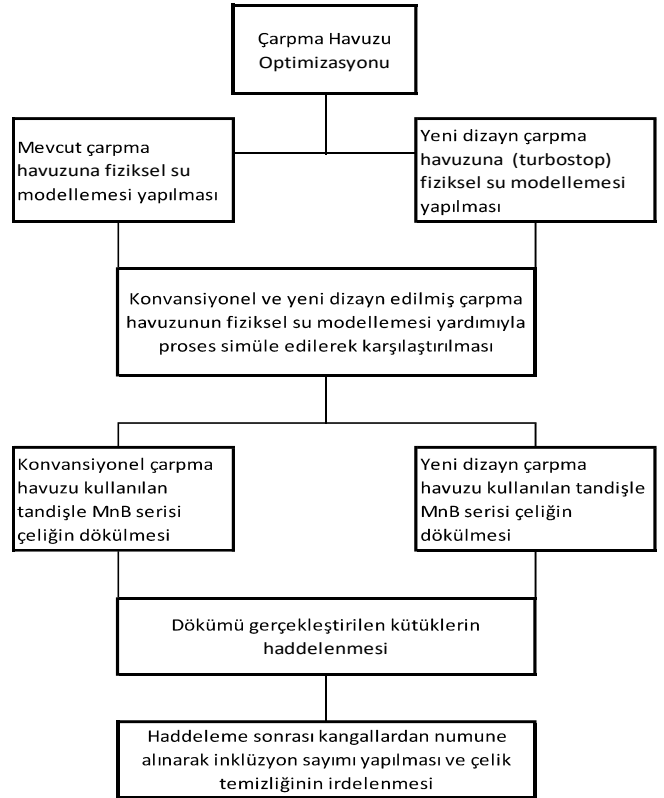 Çarpma Havuzu
Optimizasyonu
Mevcut çarpma
havuzuna fiziksel su
modellemesi yapılması
Yeni dizayn çarpma
havuzuna (turbostop)
fiziksel su modellemesi
yapılması
Konvansiyonel ve yeni dizayn edilmiş çarpma
havuzunun fiziksel su modellemesi yardımıyla
proses simüle edilerek karşılaştırılması
Konvansiyonel çarpma
havuzu kullanılan
tandişle MnB serisi
çeliğin dökülmesi
Yeni dizayn çarpma
havuzu kullanılan tandişle
MnB serisi çeliğin
dökülmesi
Dökümü gerçekleştirilen kütüklerin
haddelenmesi
Haddeleme sonrası kangallardan numune
alınarak inklüzyon sayımı yapılması ve çelik
temizliğinin irdelenmesi